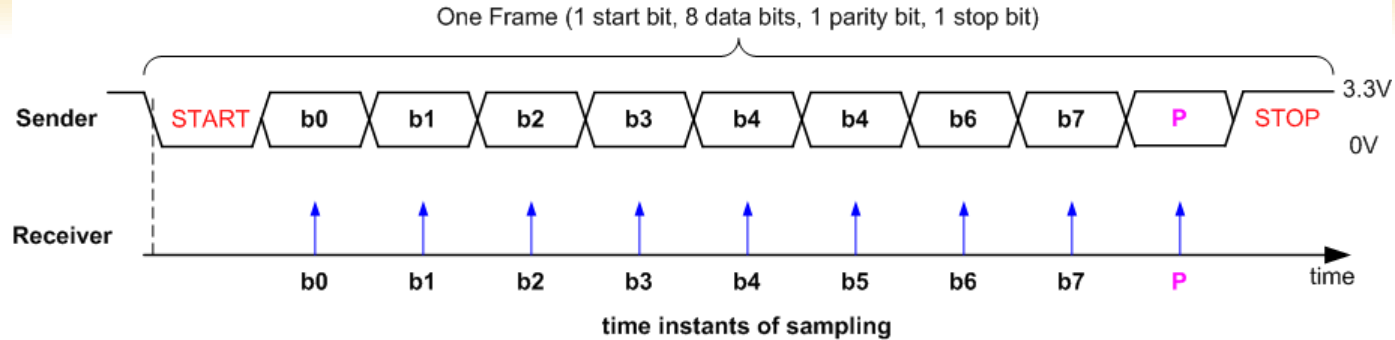 One Frame (1 start bit, 8 data bits, 1 parity bit, 1 stop bit)
3.3V
Sender START b0 b1 b2 b3 b4 b4 b6 b7 P STOP
0V
Receiver
b0 b1 b2 b3 b4 b5 b6 b7 P time
time instants of sampling